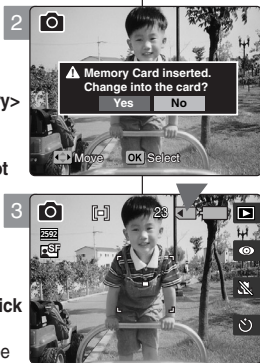 2
Memory Card inserted.
Change into the card?
Yes No
ry>
Move OK Select
ot
3
23
2592
SF
ick
e